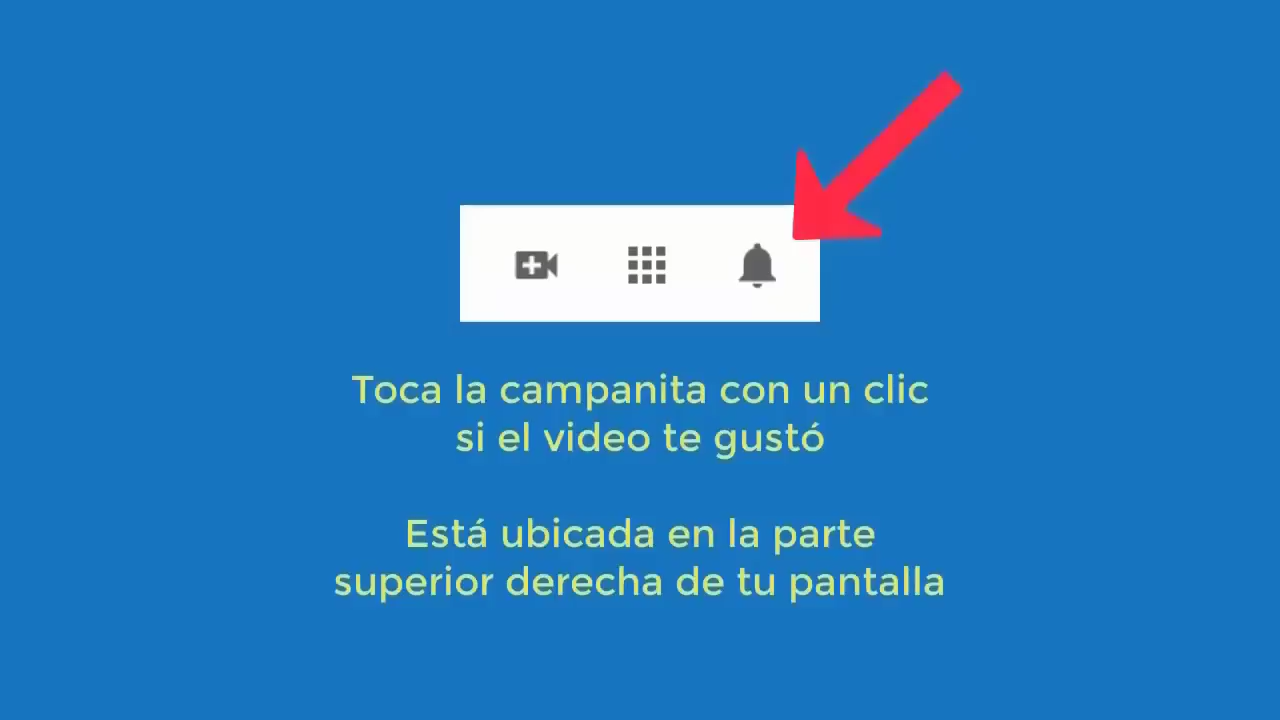 Toca la campanita con un clic
si el video te gustó
Está ubicada en la parte
superior derecha de tu pantalla